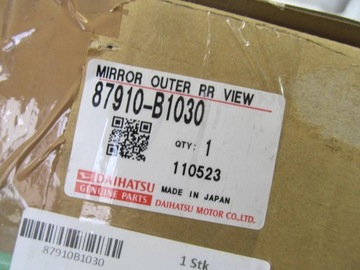 MIRROR OUTER RR VIEW
87910-B1030
QTY: 1
110523
DAIHATSU
GENUINE PARTS
MADE IN JAPAN
DAIHATSU MOTOR CO.,LTD.
87910B1030
1 Stk